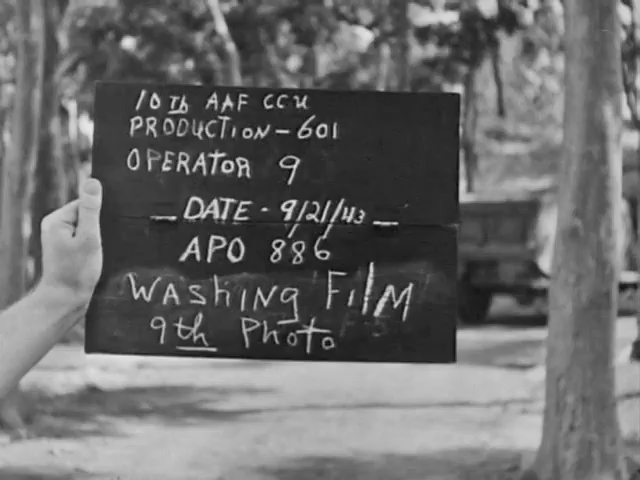 10Th AAF CCU
PRODUCTION-601
OPERATOR 9
DATE - 9/21/43
APO 886
WAShING FilM
9th Photo